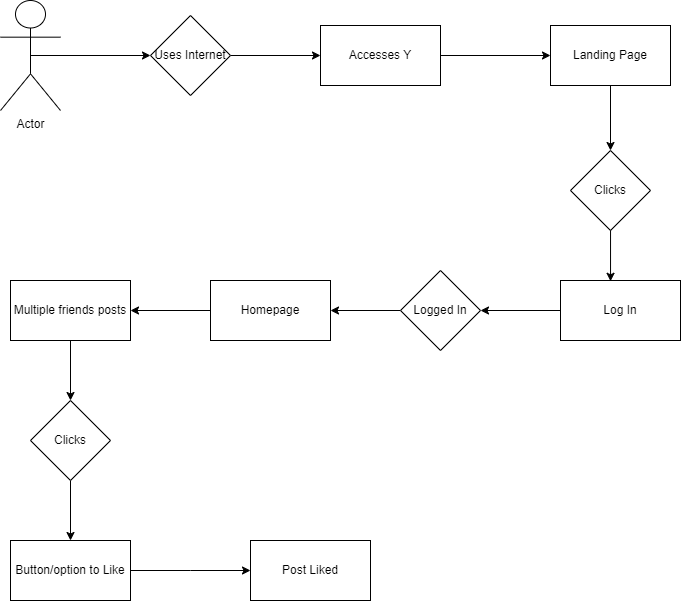 Uses Internet
Accesses Y
Landing Page
Actor
Clicks
Log In
Logged In
Homepage
Multiple friends posts
Clicks
Button/option to Like
Post Liked